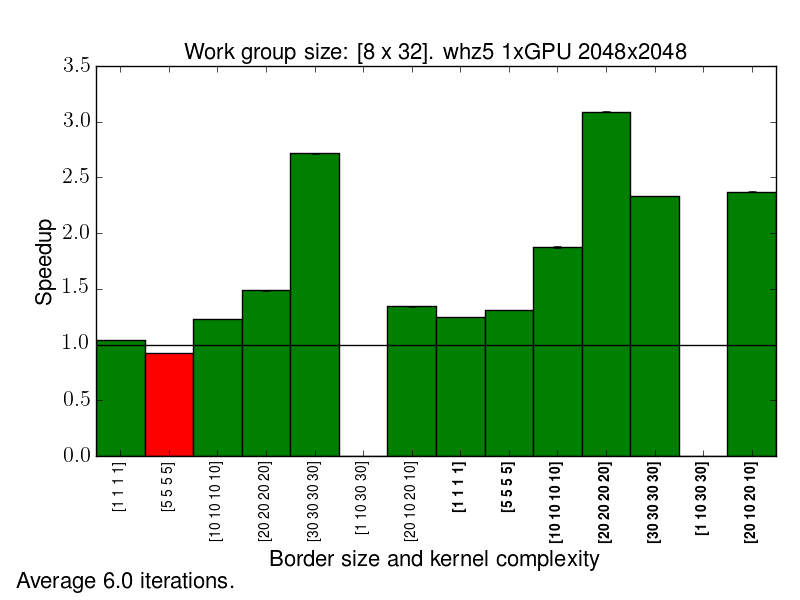 Work group size: [8 x 32]. whz5 1xGPU 2048x2048
3.5
3.0
2.5
2.0
1.5
1.0
0.5
0.0
Speedup
[1 1 1 1]
[5 5 5 5]
[10 10 10 10]
[20 20 20 20]
[30 30 30 30]
[1 10 30 30]
[20 10 20 10]
[1 1 1 1]
[5 5 5 5]
[10 10 10 10]
[20 20 20 20]
[30 30 30 30]
[1 10 30 30]
[20 10 20 10]
Border size and kernel complexity
Average 6.0 iterations.